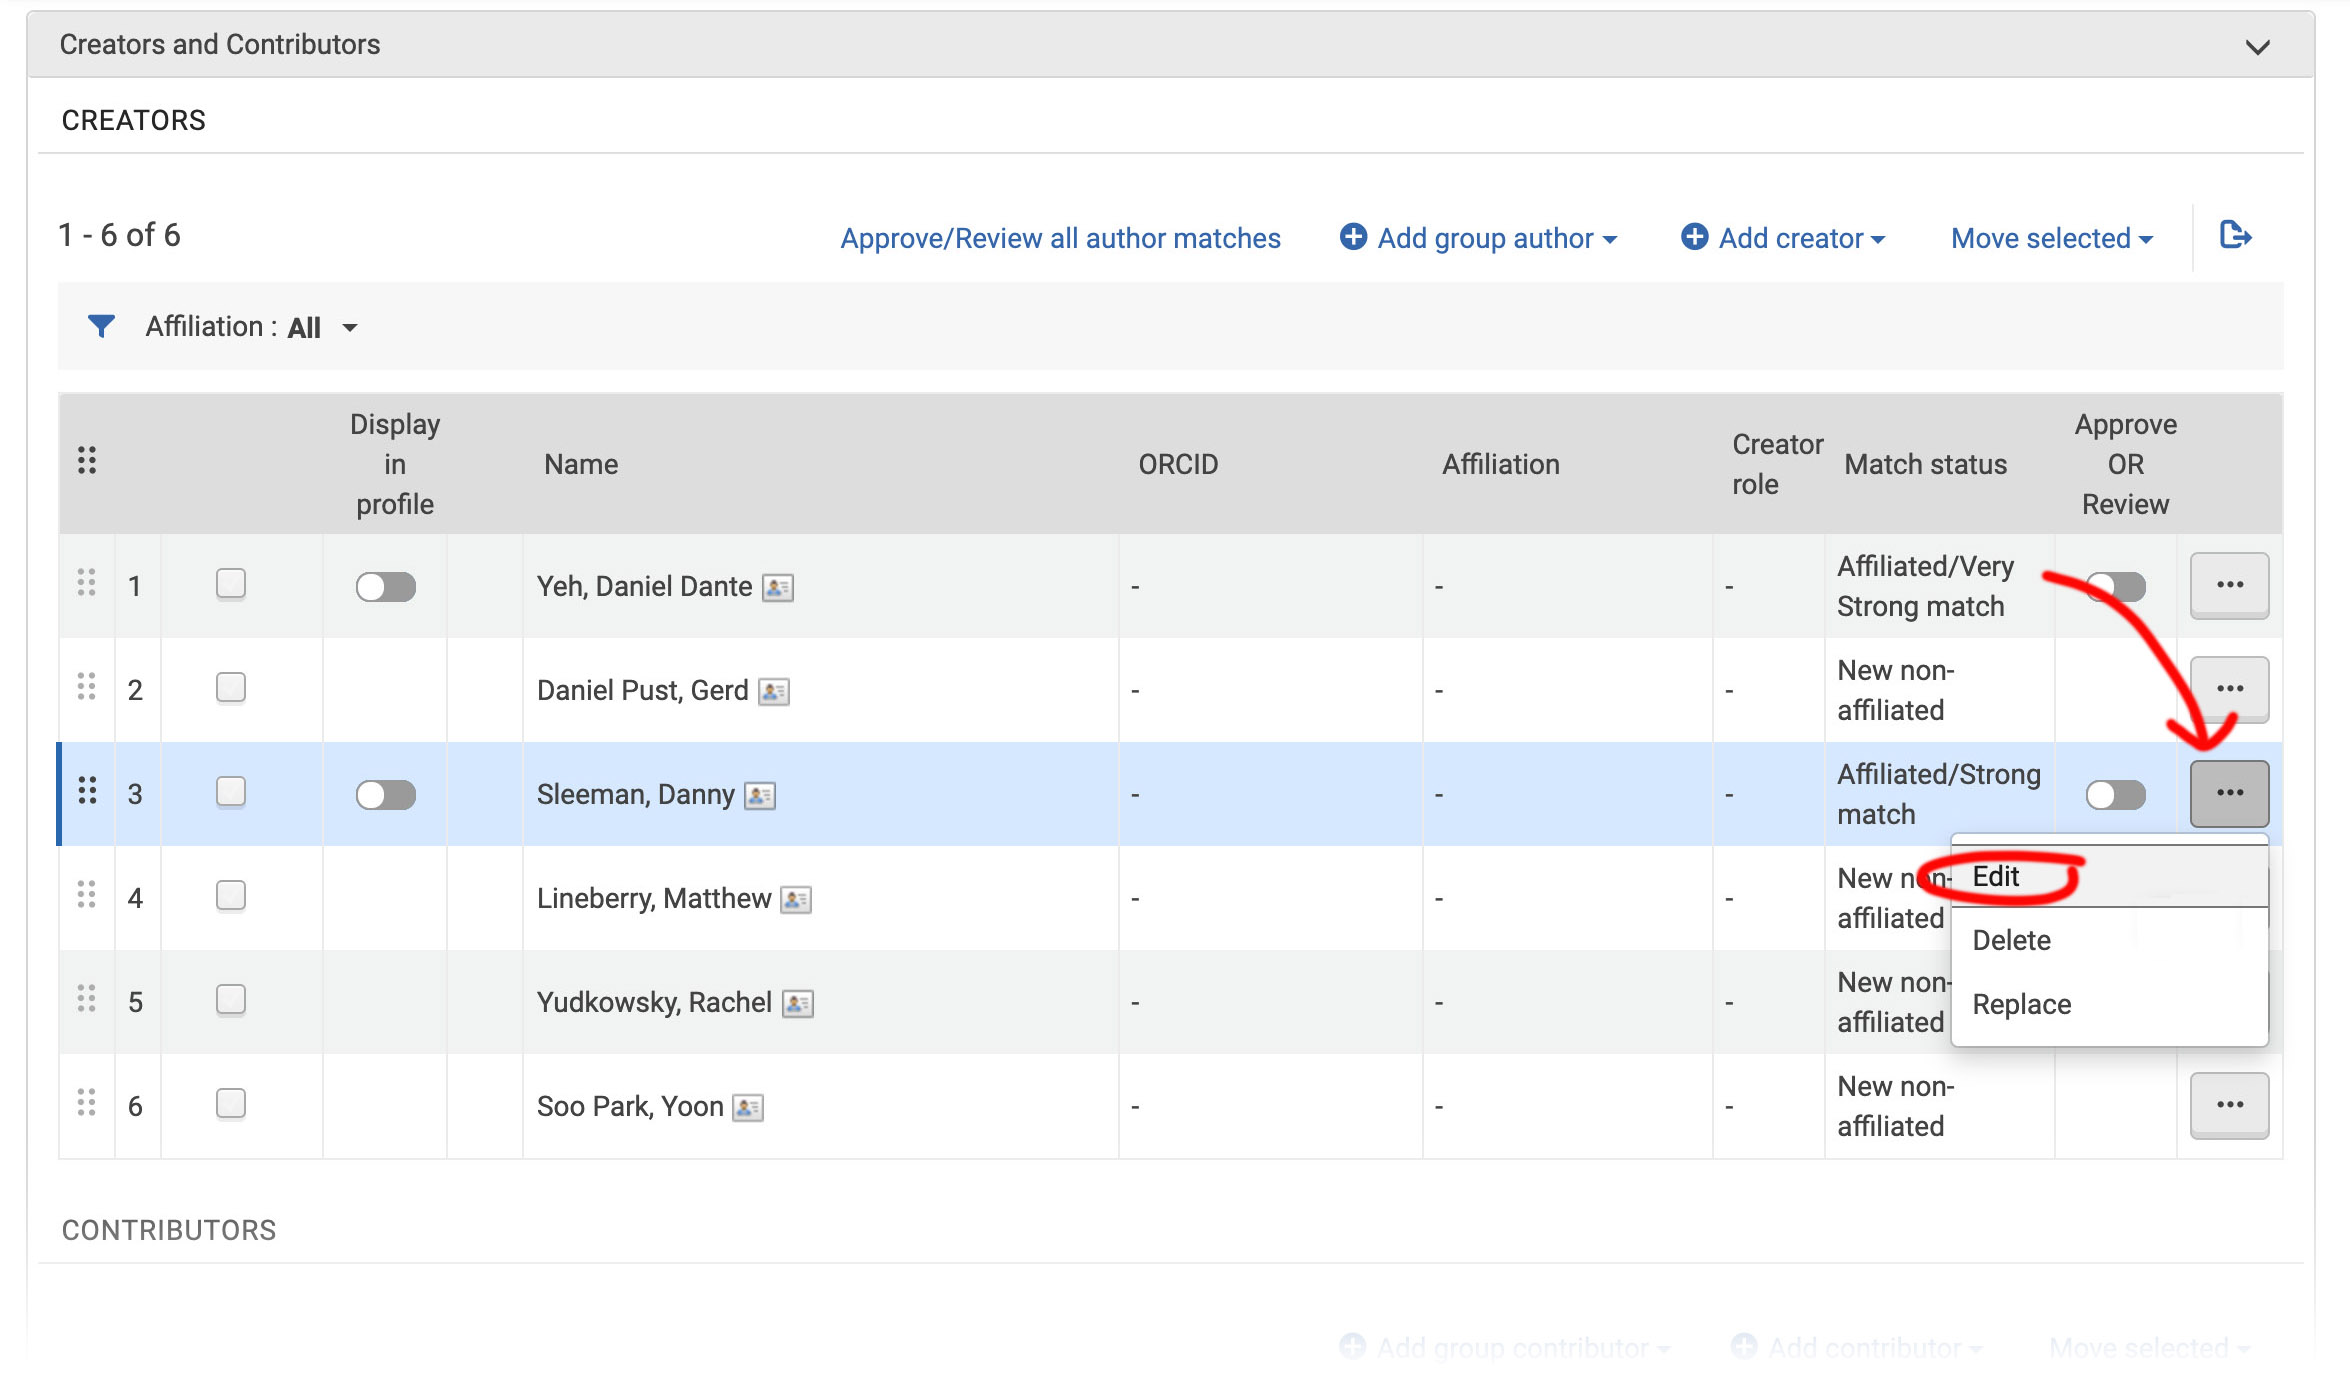 Creators and Contributors
CREATORS
1 - 6 of 6
Approve/Review all author matches
Add group author
Add creator
Move selected
Affiliation : All
Display
in
profile
Name
ORCID
Affiliation
Creator
role
Match status
Approve
OR
Review
1
Yeh, Daniel Dante
-
-
-
Affiliated/Very
Strong match
2
Daniel Pust, Gerd
-
-
-
New non-
affiliated
3
Sleeman, Danny
-
-
-
Affiliated/Strong
match
Edit
Delete
Replace
4
Lineberry, Matthew
-
-
-
New non-
affiliated
5
Yudkowsky, Rachel
-
-
-
New non-
affiliated
6
Soo Park, Yoon
-
-
-
New non-
affiliated
CONTRIBUTORS
Add group contributor
Add contributor
Move selected